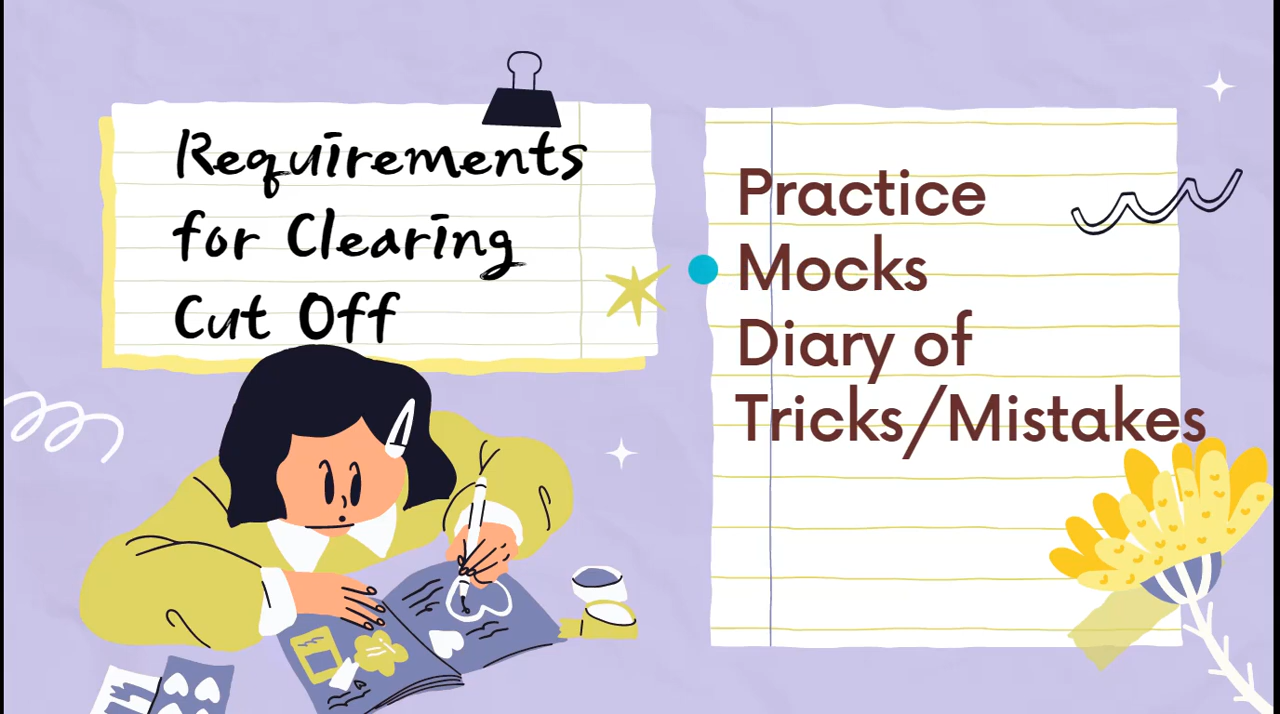 Requirements
for Clearing
Cut Off
Practice
Mocks
Diary of
Tricks/Mistakes